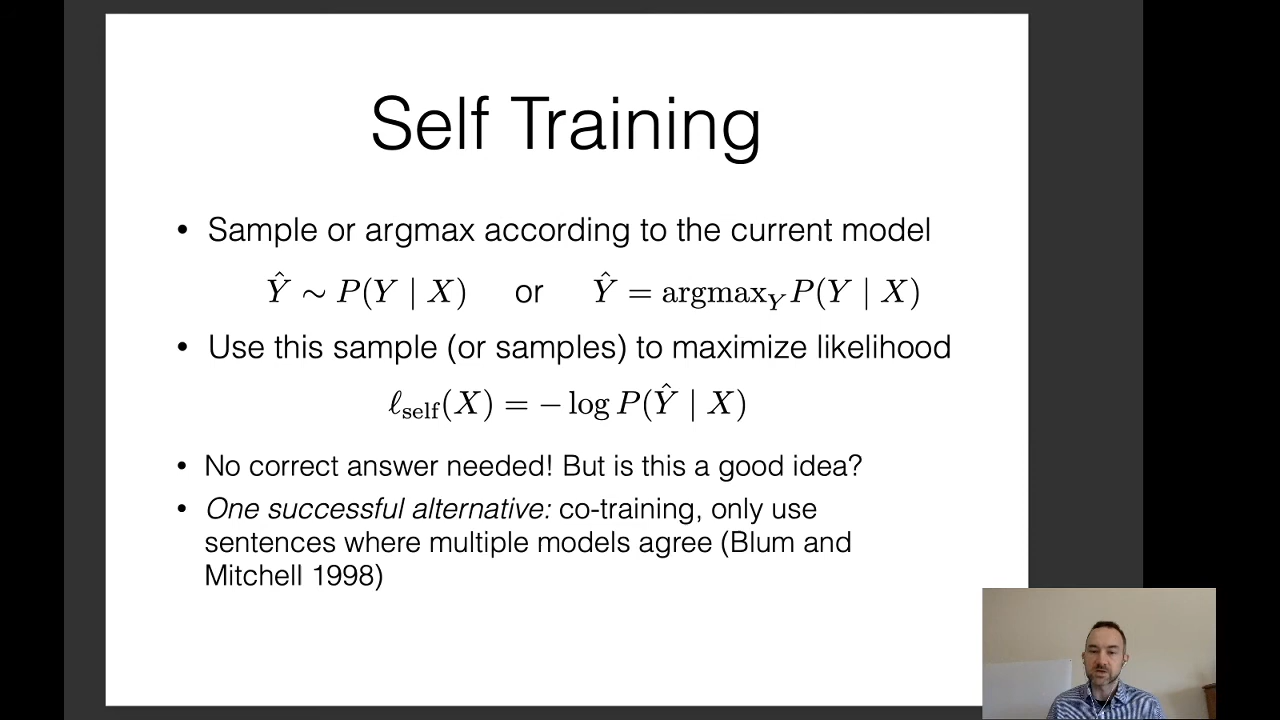 Self Training
• Sample or argmax according to the current model
Ŷ ∼ P(Y | X) or Ŷ = argmax_Y P(Y | X)
• Use this sample (or samples) to maximize likelihood
ℓ_self(X) = − log P(Ŷ | X)
• No correct answer needed! But is this a good idea?
• One successful alternative: co-training, only use
sentences where multiple models agree (Blum and
Mitchell 1998)